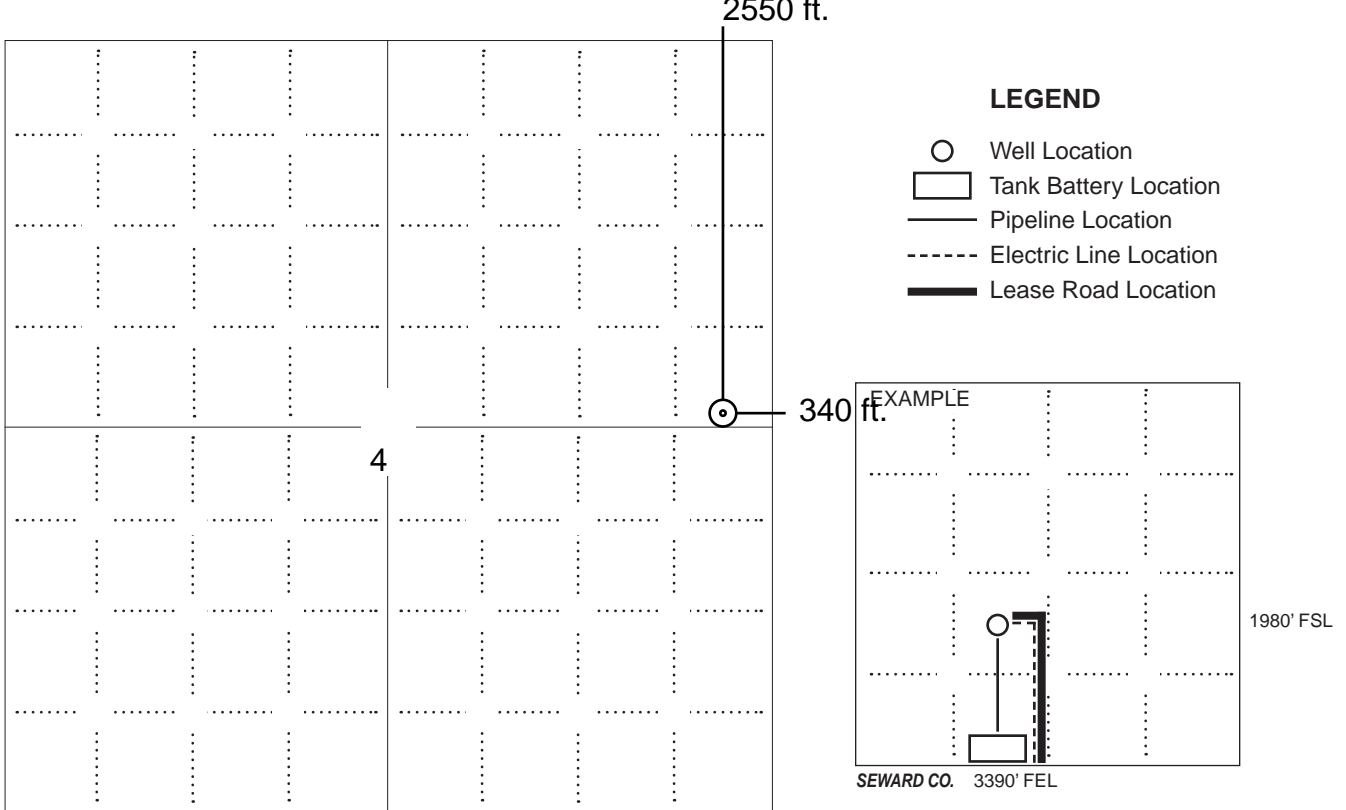 2550 ft.
LEGEND
Well Location
Tank Battery Location
Pipeline Location
Electric Line Location
Lease Road Location
340 ft.
EXAMPLE
4
1980' FSL
SEWARD CO. 3390' FEL